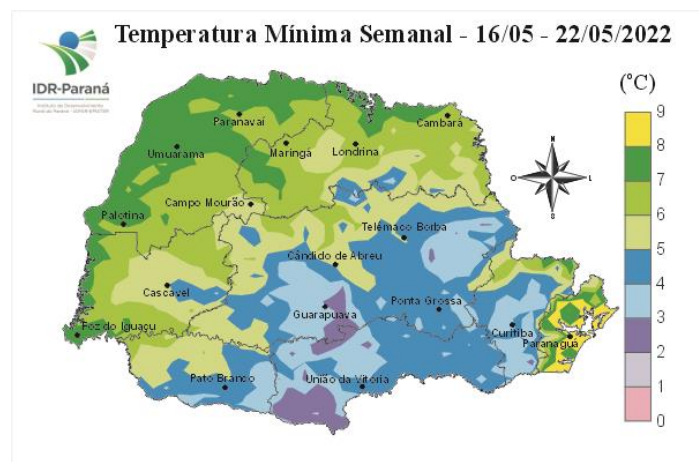 Temperatura Mínima Semanal - 16/05 - 22/05/2022
IDR-Paraná
(°C)
9
8
7
6
5
4
3
2
1
0
N
O
L
S
Paranavaí
Cambará
Umuarama
Maringá
Londrina
Campo Mourão
Palotina
Telêmaco Borba
Cândido de Abreu
Cascavel
Guarapuava
Ponta Grossa
Curitiba
Foz do Iguaçu
Paranaguá
Pato Branco
União da Vitória